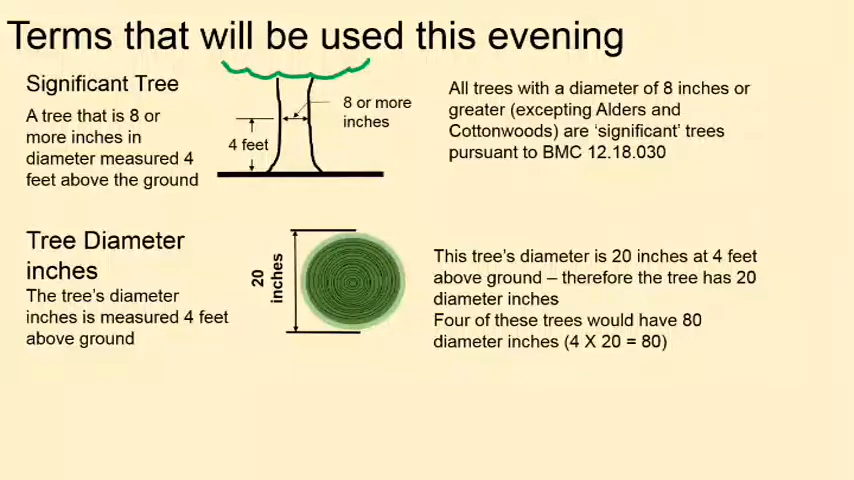 Terms that will be used this evening
Significant Tree
A tree that is 8 or
more inches in
diameter measured 4
feet above the ground
4 feet
8 or more
inches
All trees with a diameter of 8 inches or
greater (excepting Alders and
Cottonwoods) are ‘significant’ trees
pursuant to BMC 12.18.030
Tree Diameter
inches
The tree’s diameter
inches is measured 4 feet
above ground
20
inches
This tree’s diameter is 20 inches at 4 feet
above ground – therefore the tree has 20
diameter inches
Four of these trees would have 80
diameter inches (4 X 20 = 80)